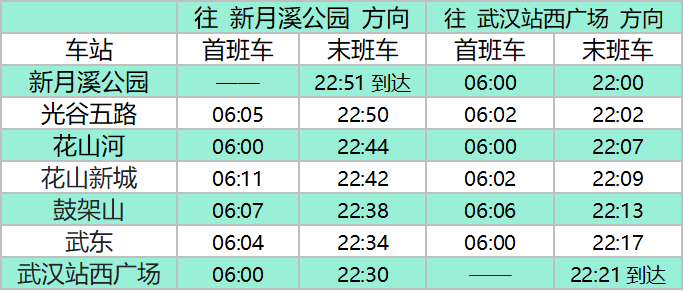 往 新月溪公园 方向 往 武汉站西广场 方向
车站 首班车 末班车 首班车 末班车
新月溪公园 —— 22:51 到达 06:00 22:00
光谷五路 06:05 22:50 06:02 22:02
花山河 06:00 22:44 06:00 22:07
花山新城 06:11 22:42 06:02 22:09
鼓架山 06:07 22:38 06:06 22:13
武东 06:04 22:34 06:00 22:17
武汉站西广场 06:00 22:30 —— 22:21 到达